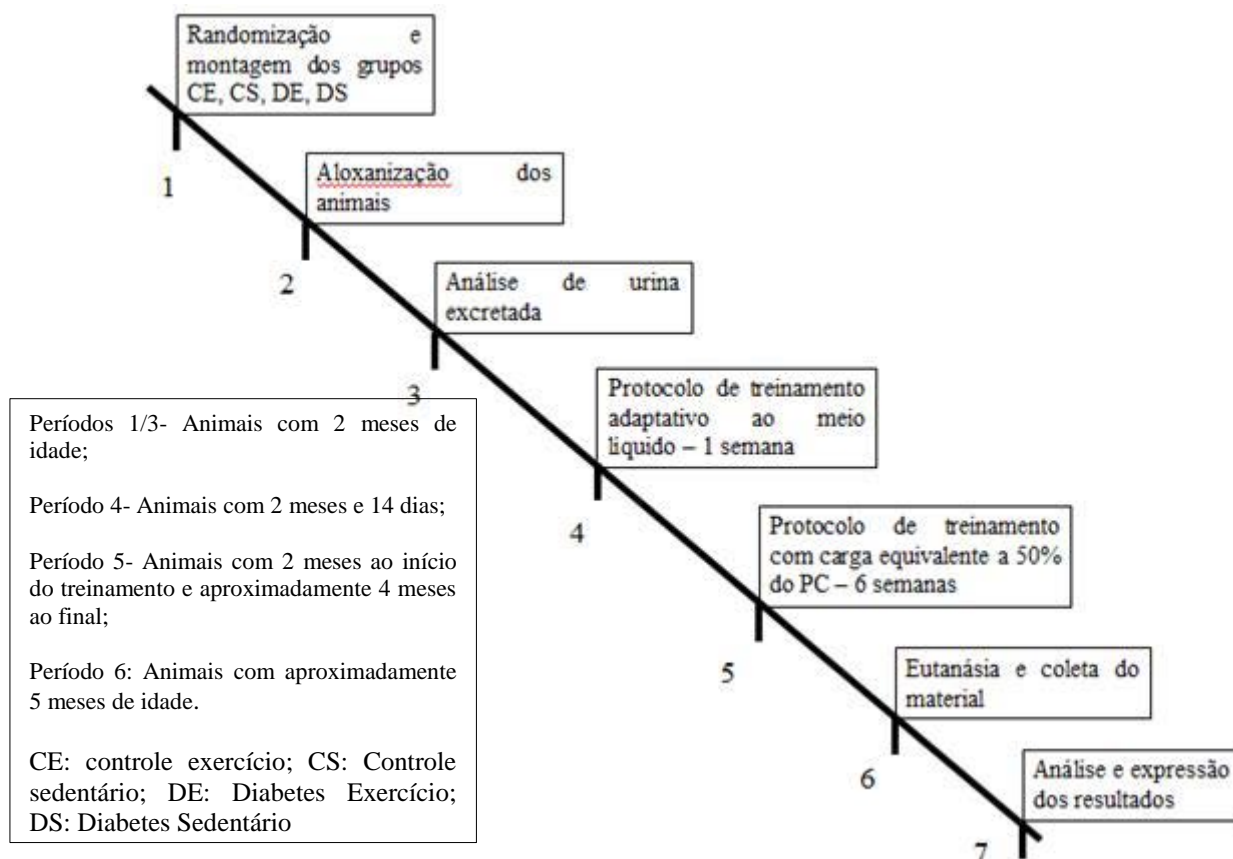 Randomização e
montagem dos grupos
CE, CS, DE, DS
1
Aloxanização dos
animais
2
Análise de urina
excretada
3
Protocolo de treinamento
adaptativo ao meio
líquido – 1 semana
4
Protocolo de treinamento
com carga equivalente a 50%
do PC – 6 semanas
5
Eutanásia e coleta do
material
6
Análise e expressão
dos resultados
7
Períodos 1/3- Animais com 2 meses de
idade;
Período 4- Animais com 2 meses e 14 dias;
Período 5- Animais com 2 meses ao início
do treinamento e aproximadamente 4 meses
ao final;
Período 6: Animais com aproximadamente
5 meses de idade.
CE: controle exercício; CS: Controle
sedentário; DE: Diabetes Exercício;
DS: Diabetes Sedentário